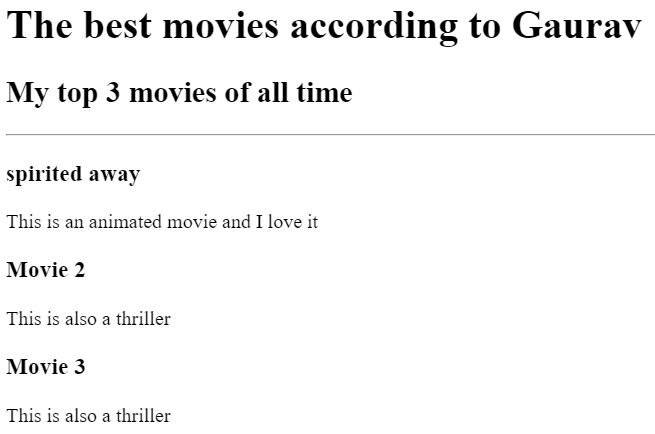 The best movies according to Gaurav
My top 3 movies of all time
spirited away
This is an animated movie and I love it
Movie 2
This is also a thriller
Movie 3
This is also a thriller